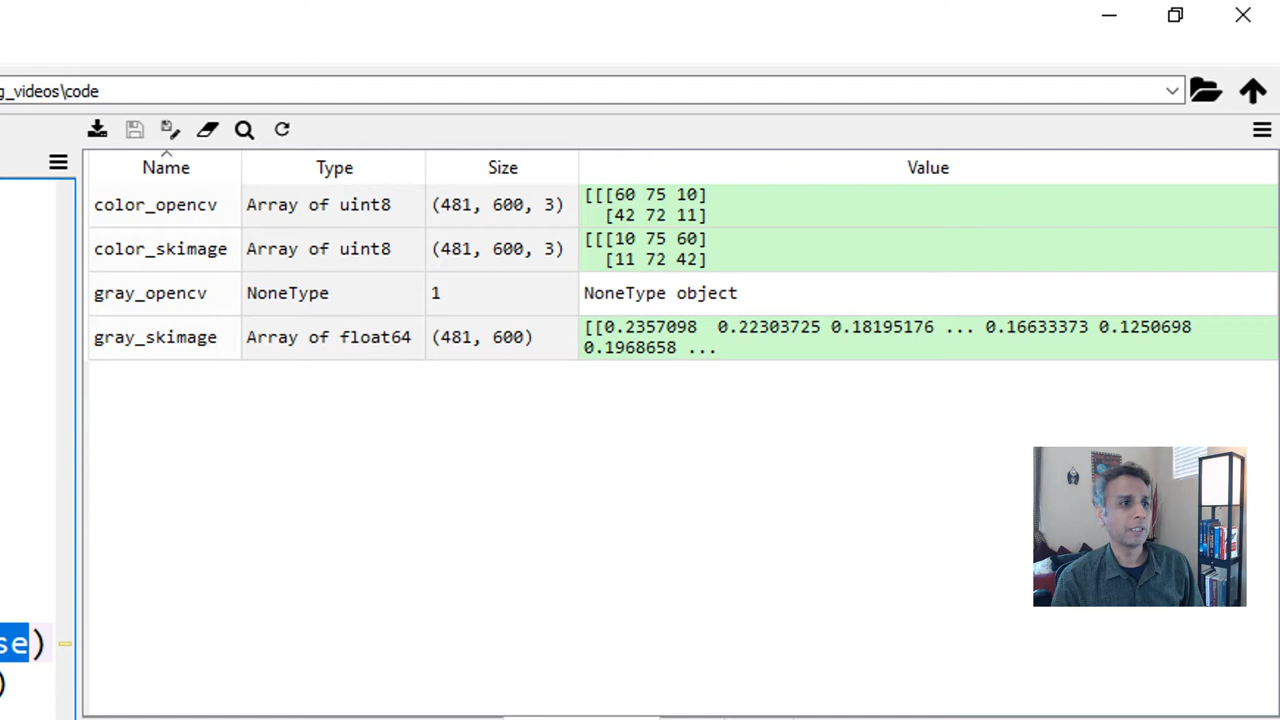 g_videos\code
Name Type Size Value
color_opencv Array of uint8 (481, 600, 3) [[[60 75 10]
[42 72 11]
color_skimage Array of uint8 (481, 600, 3) [[[10 75 60]
[11 72 42]
gray_opencv NoneType 1 NoneType object
gray_skimage Array of float64 (481, 600) [[0.2357098 0.22303725 0.18195176 ... 0.16633373 0.1250698
0.1968658 ...
se)
)